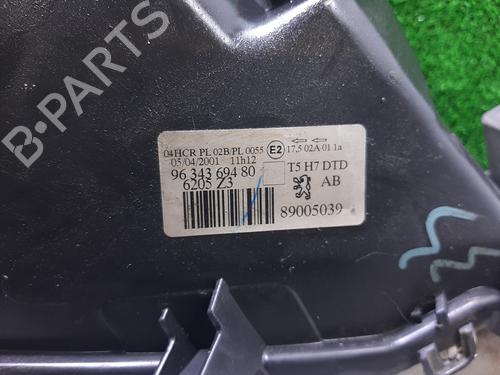 B-PARTS
04HCR PL 02B/PL 0055 E2 17.5 02A 01 1a
05/04/2001 11h12
96 343 694 80 T5 H7 DTD
6205 Z3 AB
89005039